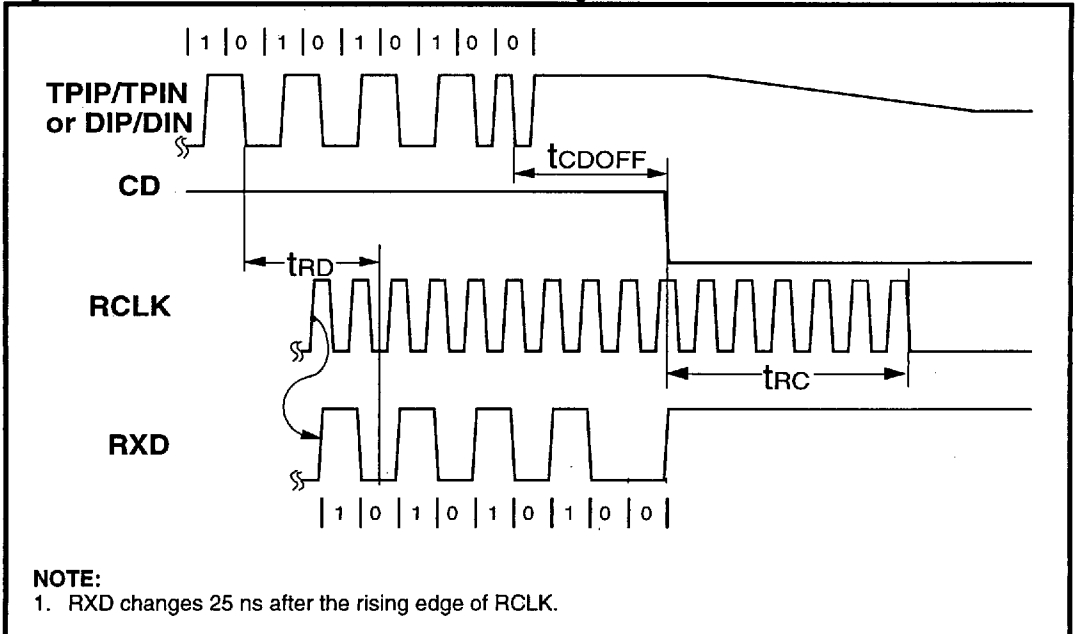 | 1 | 0 | 1 | 0 | 1 | 0 | 1 | 0 | 0 |
TPIP/TPIN
or DIP/DIN
tCDOFF
CD
tRD
RCLK
tRC
RXD
| 1 | 0 | 1 | 0 | 1 | 0 | 1 | 0 | 0 |
NOTE:
1. RXD changes 25 ns after the rising edge of RCLK.